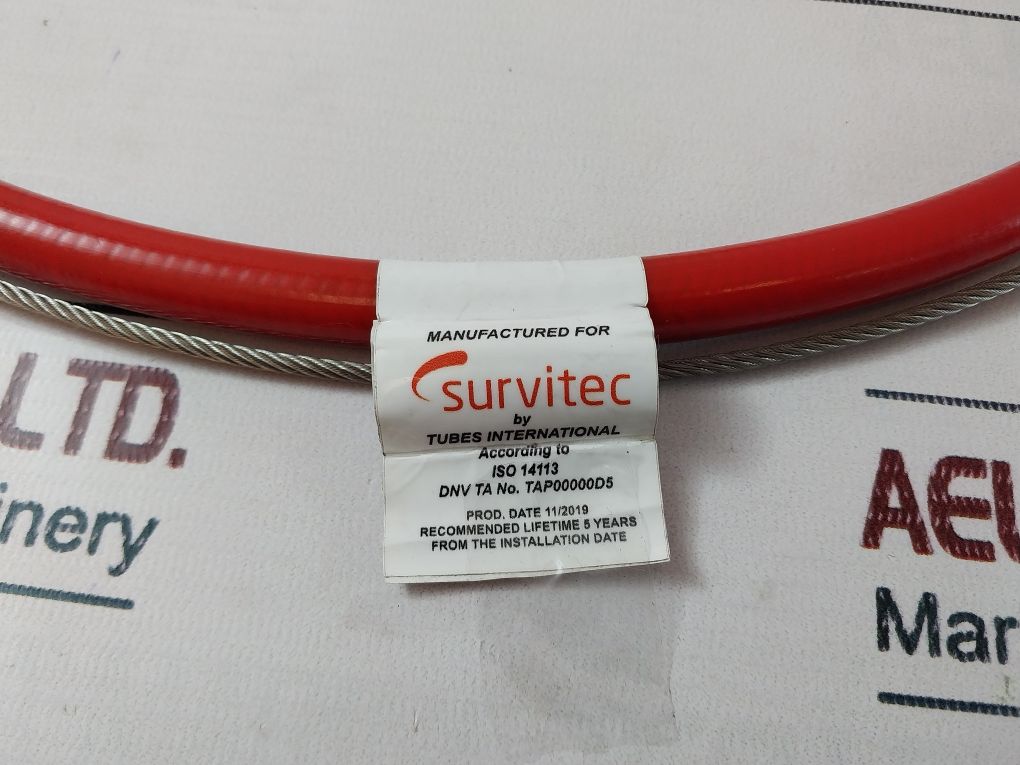 MANUFACTURED FOR
survitec
by
TUBES INTERNATIONAL
According to
ISO 14113
DNV TA No. TAP00000D5
PROD. DATE 11/2019
RECOMMENDED LIFETIME 5 YEARS
FROM THE INSTALLATION DATE
LTD.
inery
AEL
Mar